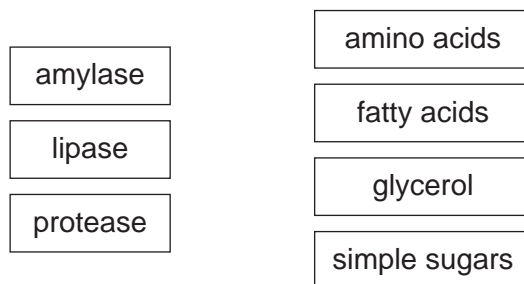 amylase
lipase
protease
amino acids
fatty acids
glycerol
simple sugars